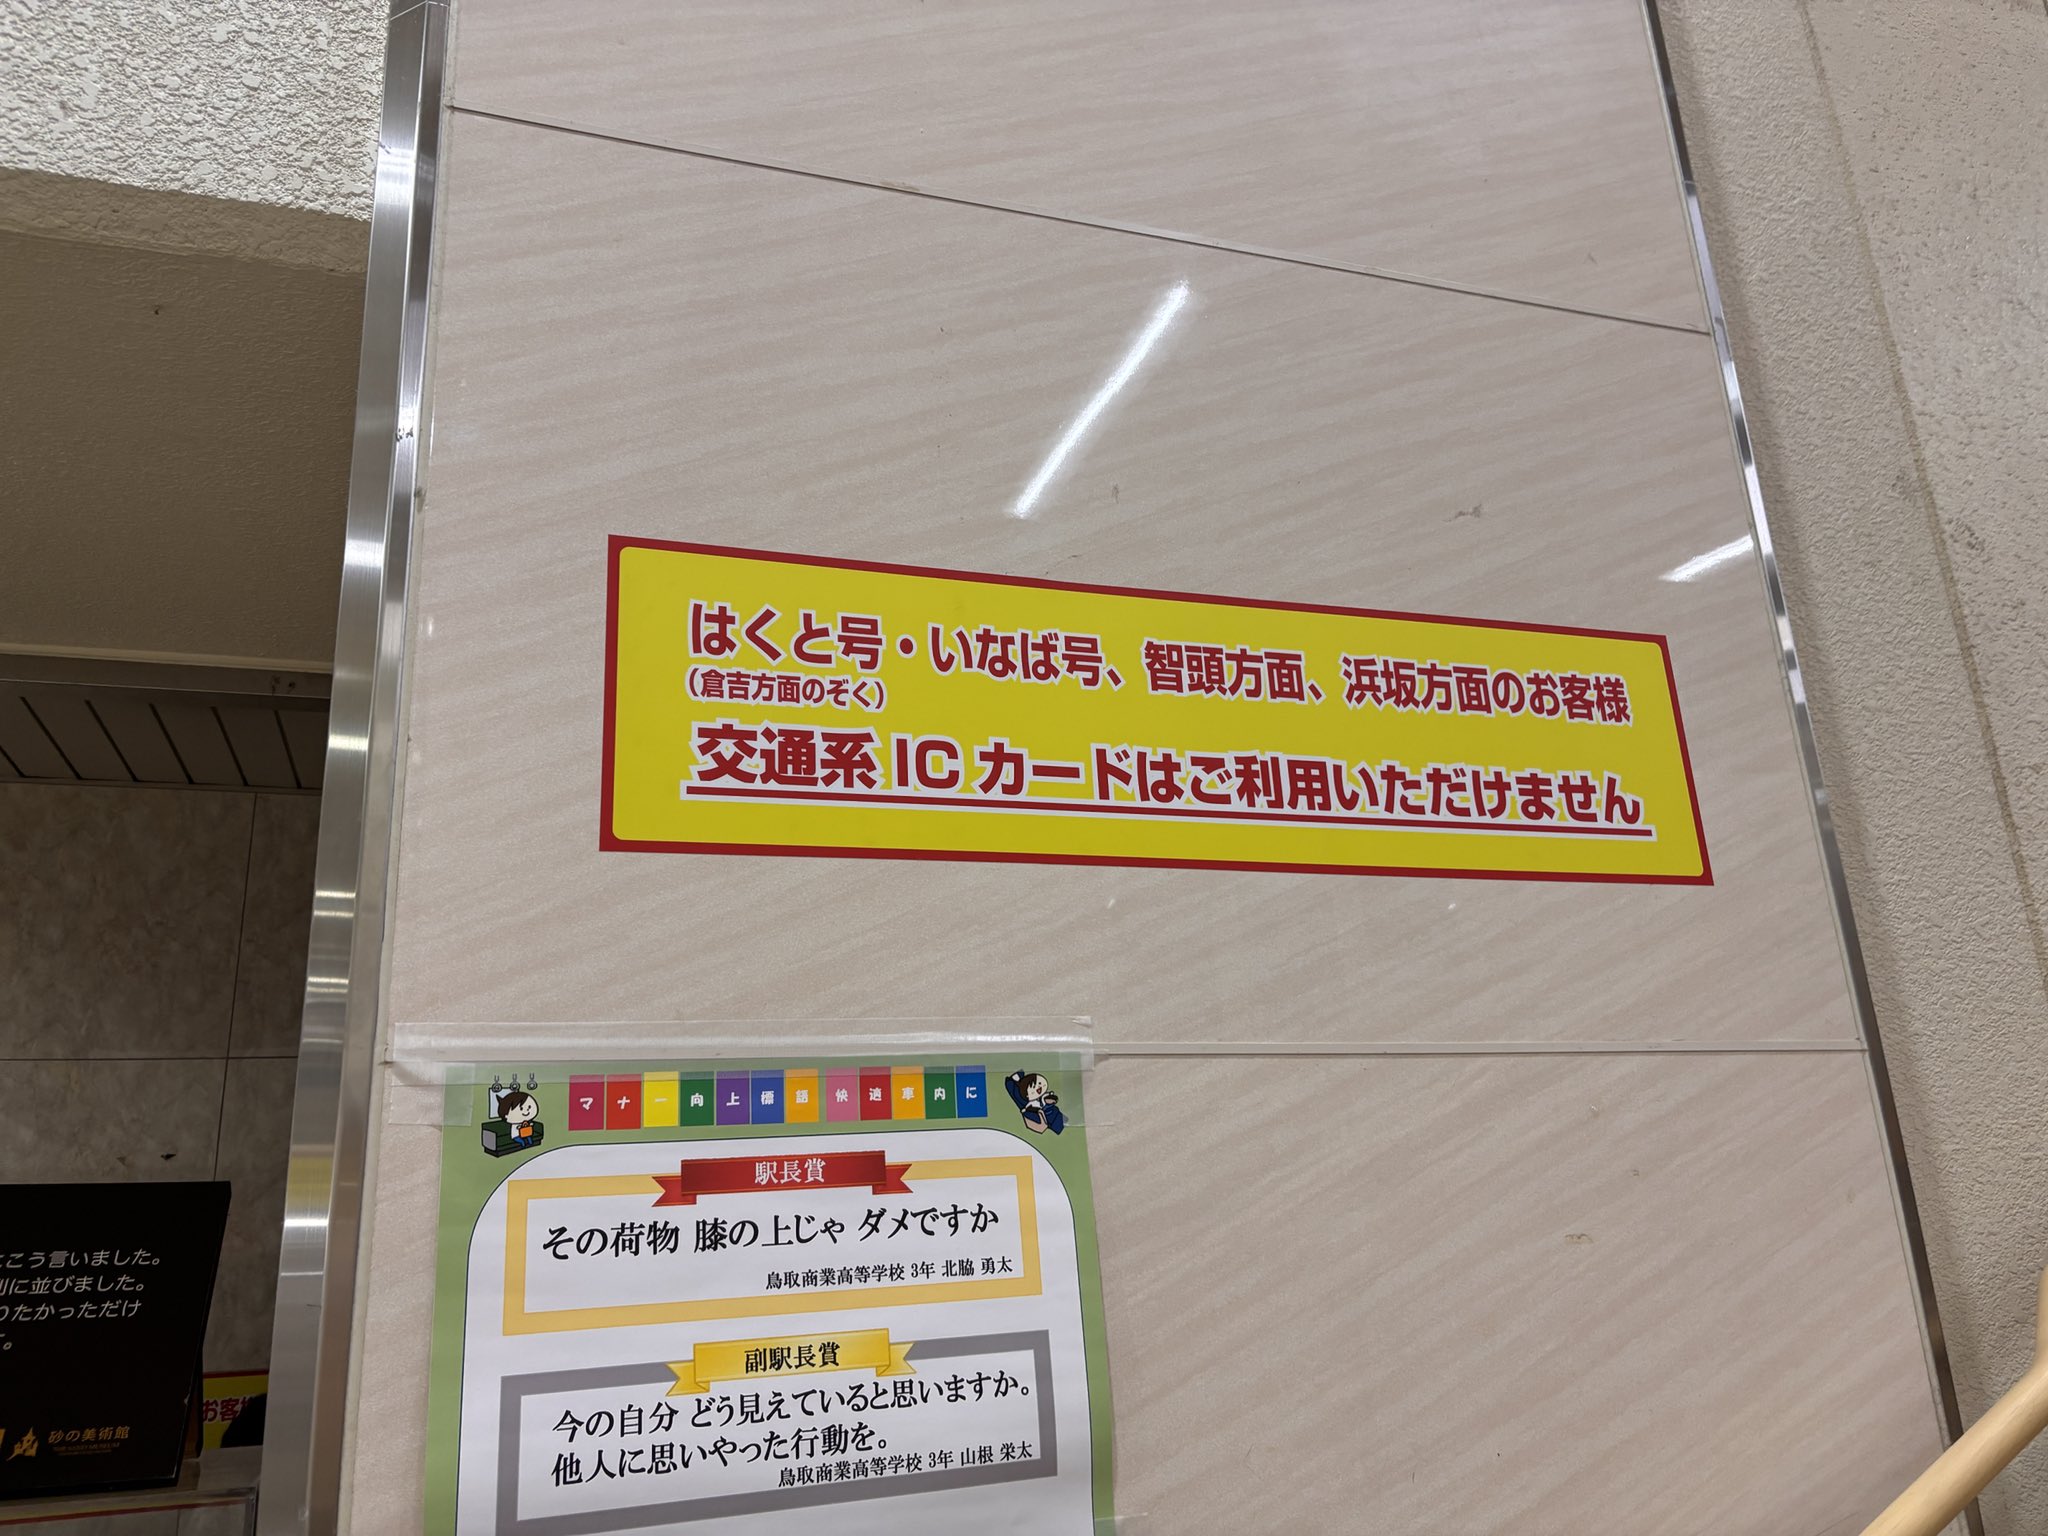 はくと号・いなば号、智頭方面、浜坂方面のお客様
（倉吉方面のぞく）
交通系ICカードはご利用いただけません
マナー向上標語 快適車内に
駅長賞
その荷物 膝の上じゃ ダメですか
鳥取商業高等学校 3年 北脇 勇太
副駅長賞
今の自分 どう見えていると思いますか。
他人に思いやった行動を。
鳥取商業高等学校 3年 山根 栄太
こう言いました。
に並びました。
りたかっただけ
。
砂の美術館
お客様